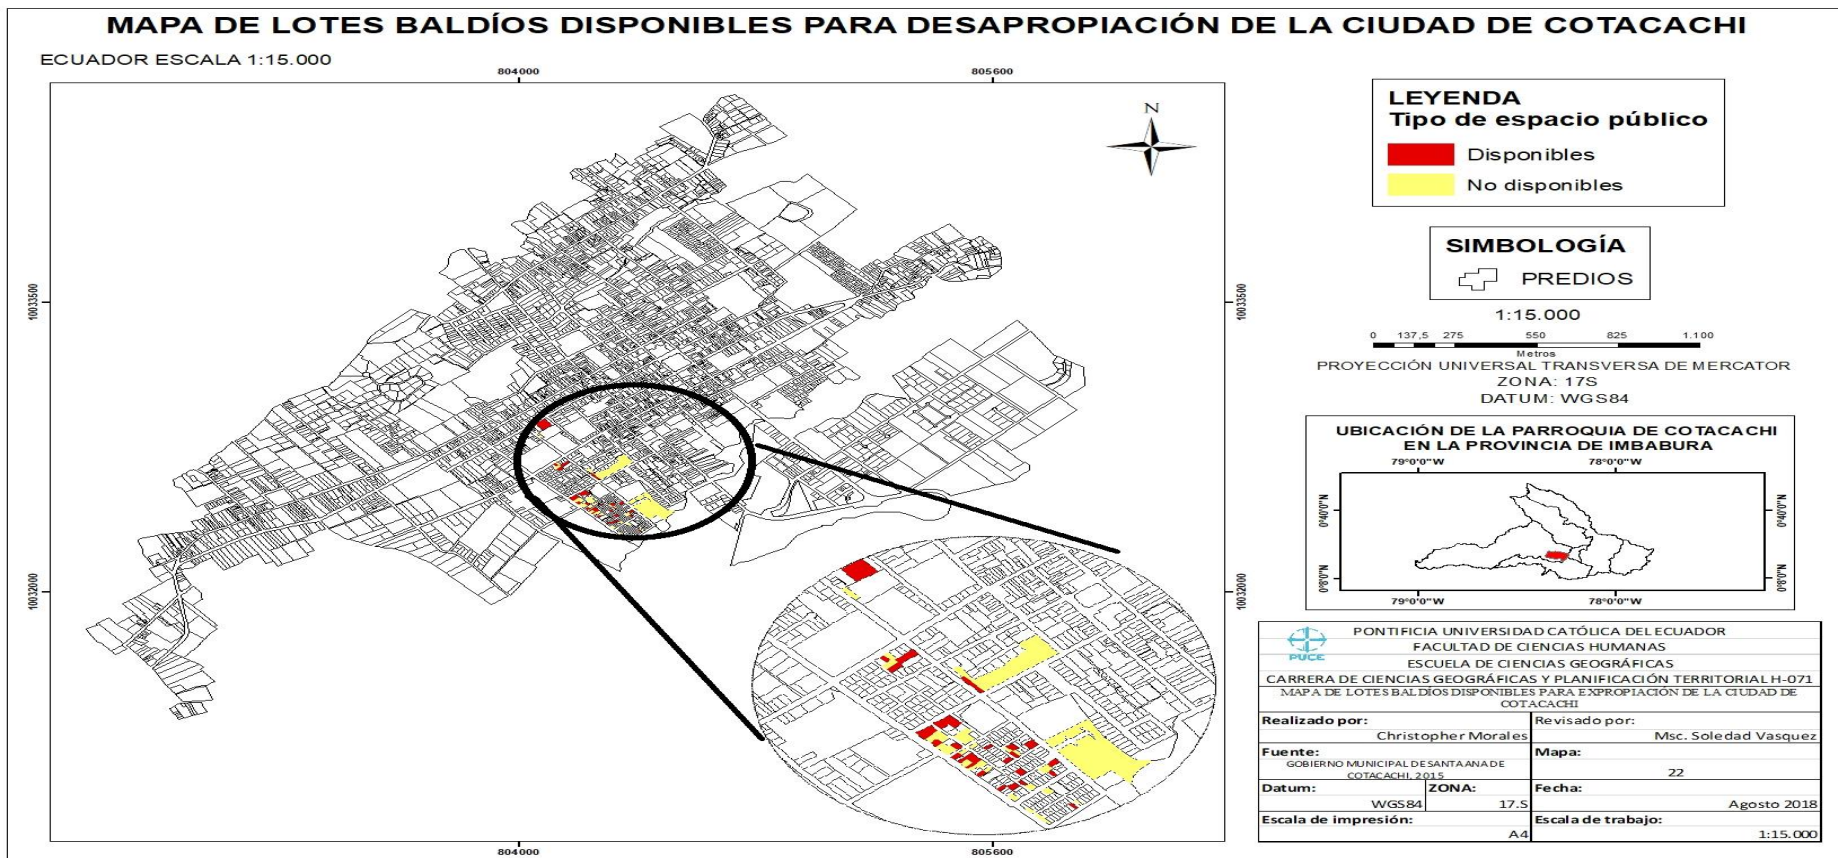 MAPA DE LOTES BALDÍOS DISPONIBLES PARA DESAPROPIACIÓN DE LA CIUDAD DE COTACACHI
ECUADOR ESCALA 1:15.000
804000
805600
10033500
10033500
10032000
10032000
804000
805600
N
LEYENDA
Tipo de espacio público
Disponibles
No disponibles
SIMBOLOGÍA
PREDIOS
1:15.000
0 137,5 275 550 825 1.100
Metros
PROYECCIÓN UNIVERSAL TRANSVERSA DE MERCATOR
ZONA: 17S
DATUM: WGS84
UBICACIÓN DE LA PARROQUIA DE COTACACHI
EN LA PROVINCIA DE IMBABURA
79°0'0"W 78°0'0"W
0°40'0"N 0°40'0"N
0°8'0"N 0°8'0"N
79°0'0"W 78°0'0"W
PUCE
PONTIFICIA UNIVERSIDAD CATÓLICA DEL ECUADOR
FACULTAD DE CIENCIAS HUMANAS
ESCUELA DE CIENCIAS GEOGRÁFICAS
CARRERA DE CIENCIAS GEOGRÁFICAS Y PLANIFICACIÓN TERRITORIAL H-071
MAPA DE LOTES BALDÍOS DISPONIBLES PARA EXPROPIACIÓN DE LA CIUDAD DE
COTACACHI
Realizado por: Revisado por:
Christopher Morales Msc. Soledad Vasquez
Fuente: Mapa:
GOBIERNO MUNICIPAL DE SANTA ANA DE
COTACACHI, 2015 22
Datum: ZONA: Fecha:
WGS84 17.S Agosto 2018
Escala de impresión: Escala de trabajo:
A4 1:15.000